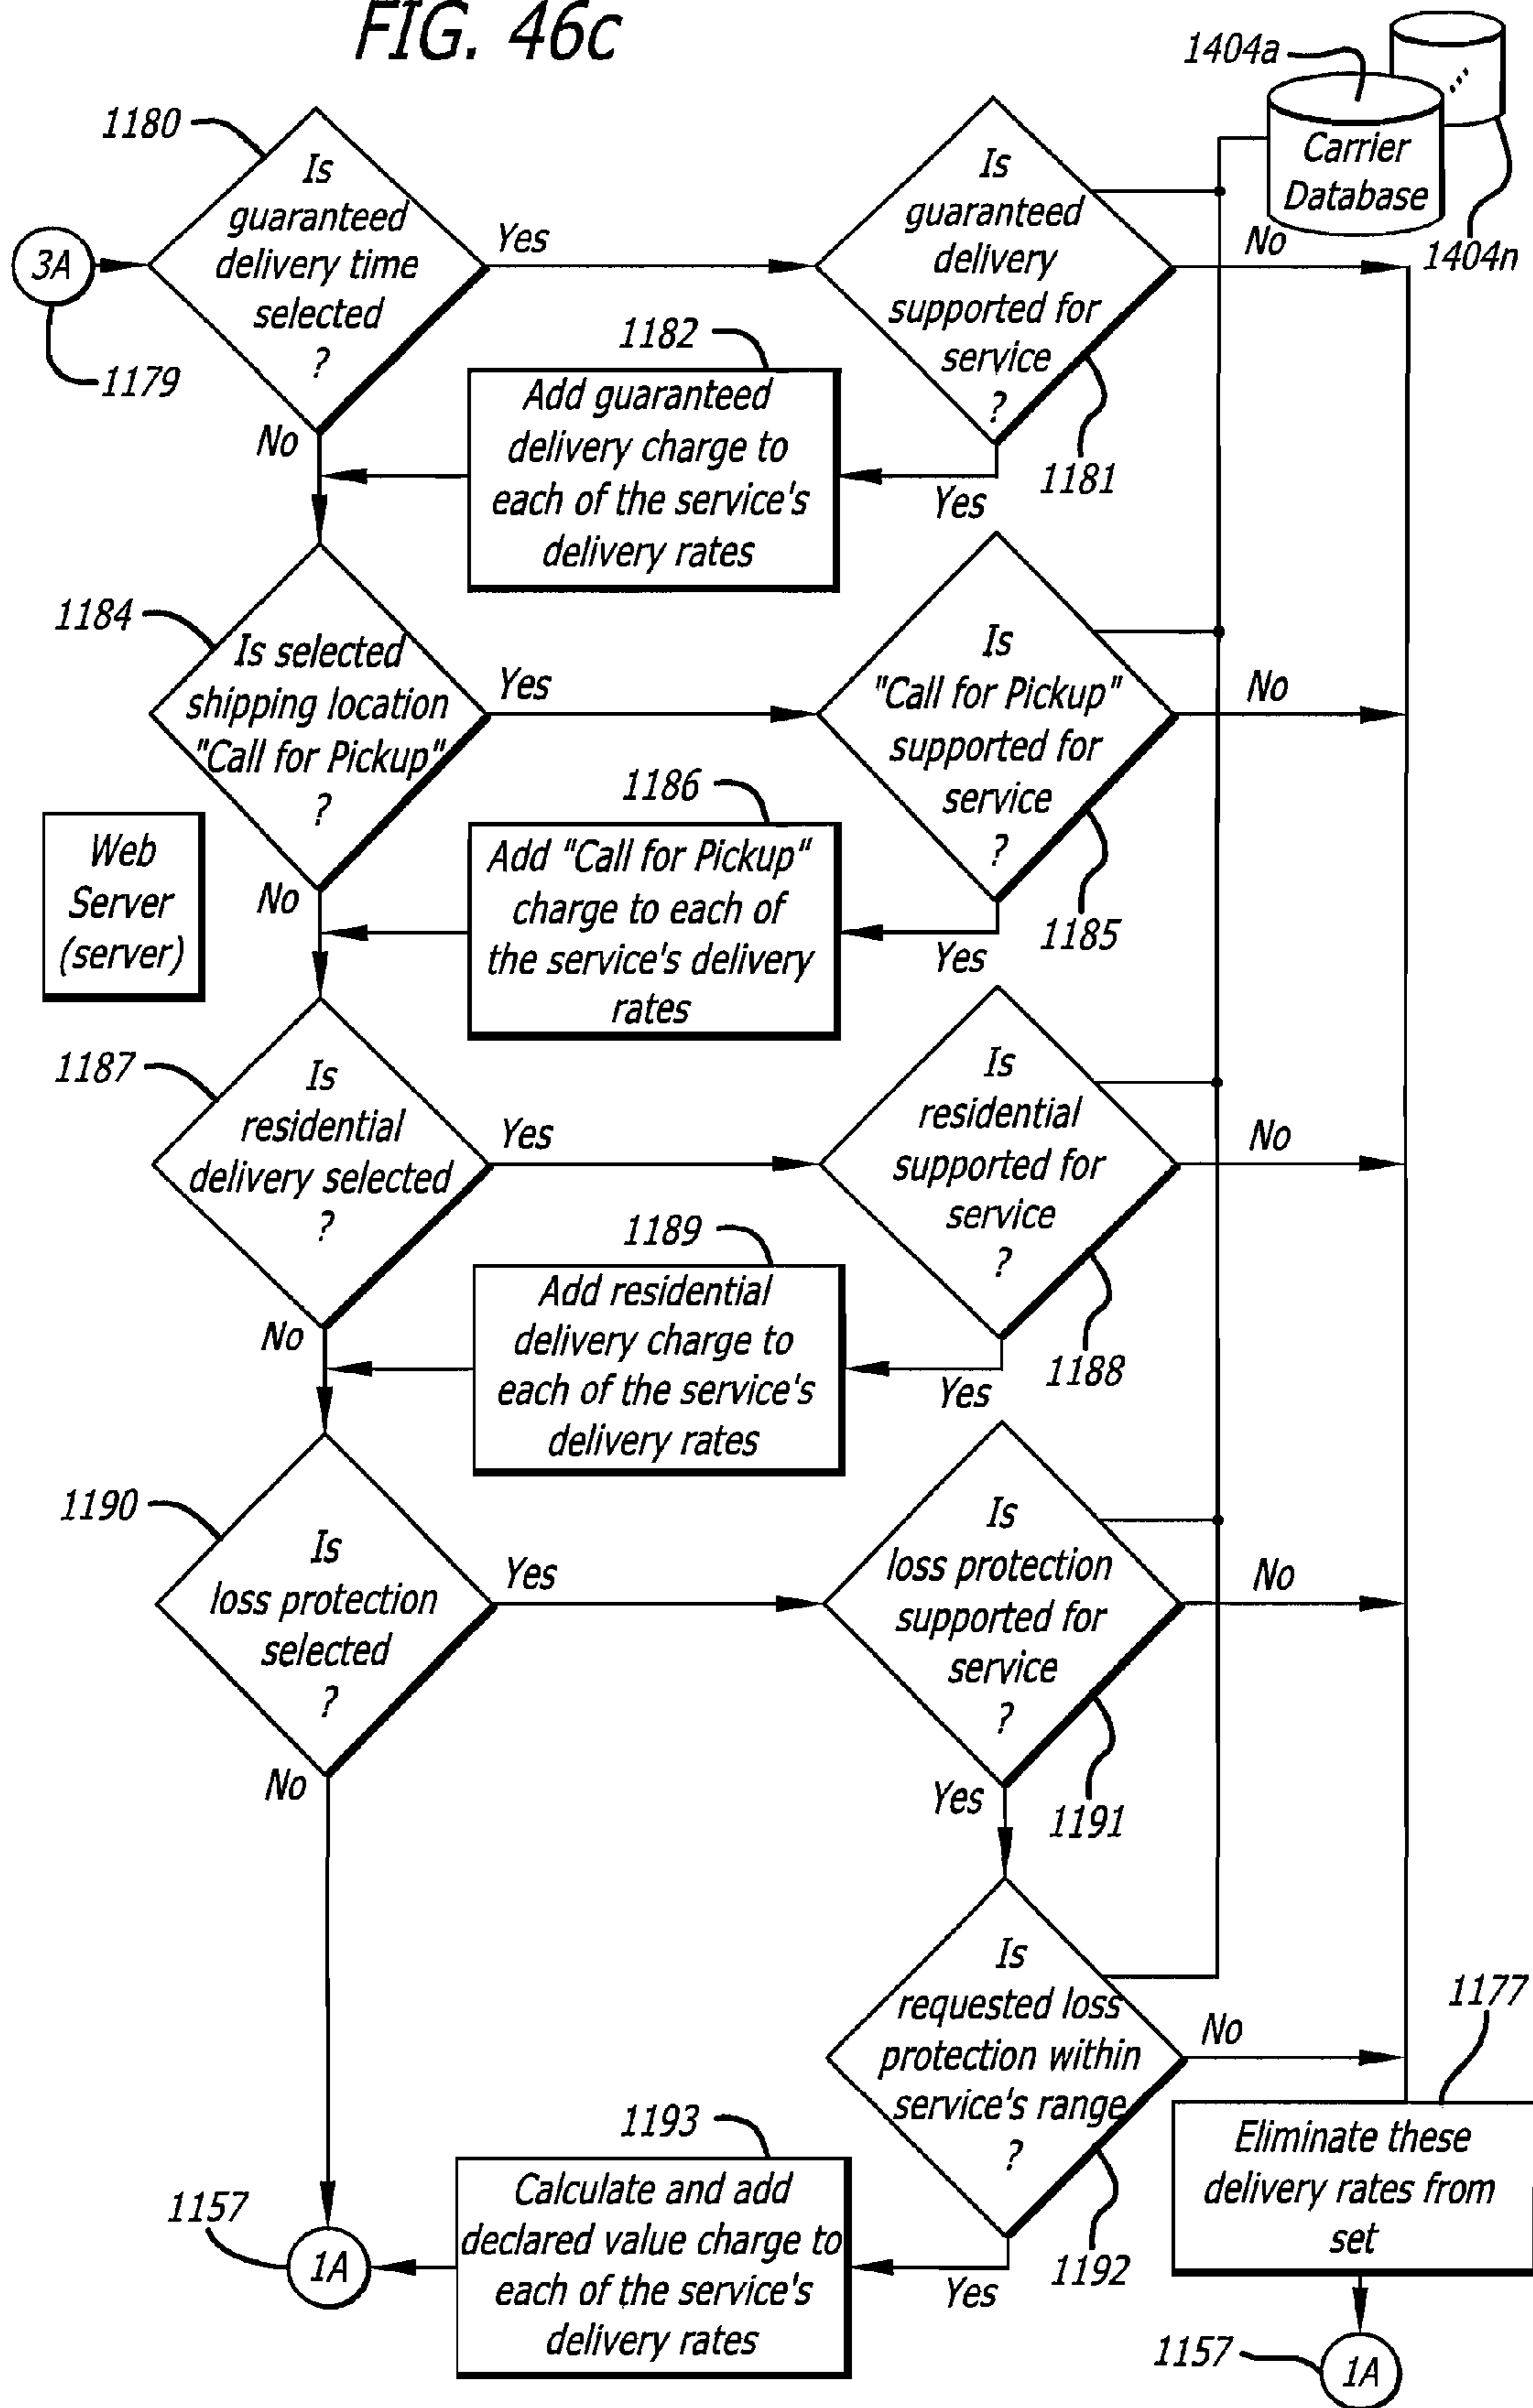 FIG. 46c
1404a
Carrier
Database
1404n
1180
Is
guaranteed
delivery time
selected
?
Yes
No
3A
1179
Is
guaranteed
delivery
supported for
service
?
No
Yes
1181
1182
Add guaranteed
delivery charge to
each of the service's
delivery rates
1184
Is selected
shipping location
"Call for Pickup"
?
Yes
No
Is
"Call for Pickup"
supported for
service
?
No
Yes
1185
1186
Add "Call for Pickup"
charge to each of
the service's delivery
rates
Web
Server
(server)
1187
Is
residential
delivery selected
?
Yes
No
Is
residential
supported for
service
?
No
Yes
1188
1189
Add residential
delivery charge to
each of the service's
delivery rates
1190
Is
loss protection
selected
?
Yes
No
Is
loss protection
supported for
service
?
No
Yes
1191
Is
requested loss
protection within
service's range
?
No
Yes
1192
1193
Calculate and add
declared value charge to
each of the service's
delivery rates
1157
1A
1177
Eliminate these
delivery rates from
set
1157
1A